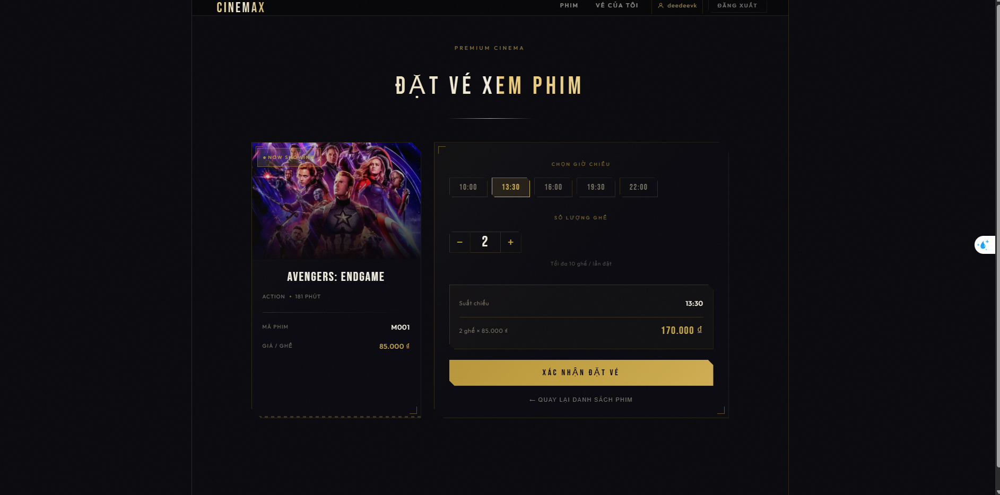 CINEMAX
PHIM VÉ CỦA TÔI deedeevk ĐĂNG XUẤT
PREMIUM CINEMA
ĐẶT VÉ XEM PHIM
NOW SHOWING
AVENGERS: ENDGAME
ACTION • 181 PHÚT
MÃ PHIM M001
GIÁ / GHẾ 85.000 ₫
CHỌN GIỜ CHIẾU
10:00 13:30 16:00 19:30 22:00
SỐ LƯỢNG GHẾ
− 2 +
Tối đa 10 ghế / lần đặt
Suất chiếu 13:30
2 ghế × 85.000 ₫ 170.000 ₫
XÁC NHẬN ĐẶT VÉ
← QUAY LẠI DANH SÁCH PHIM